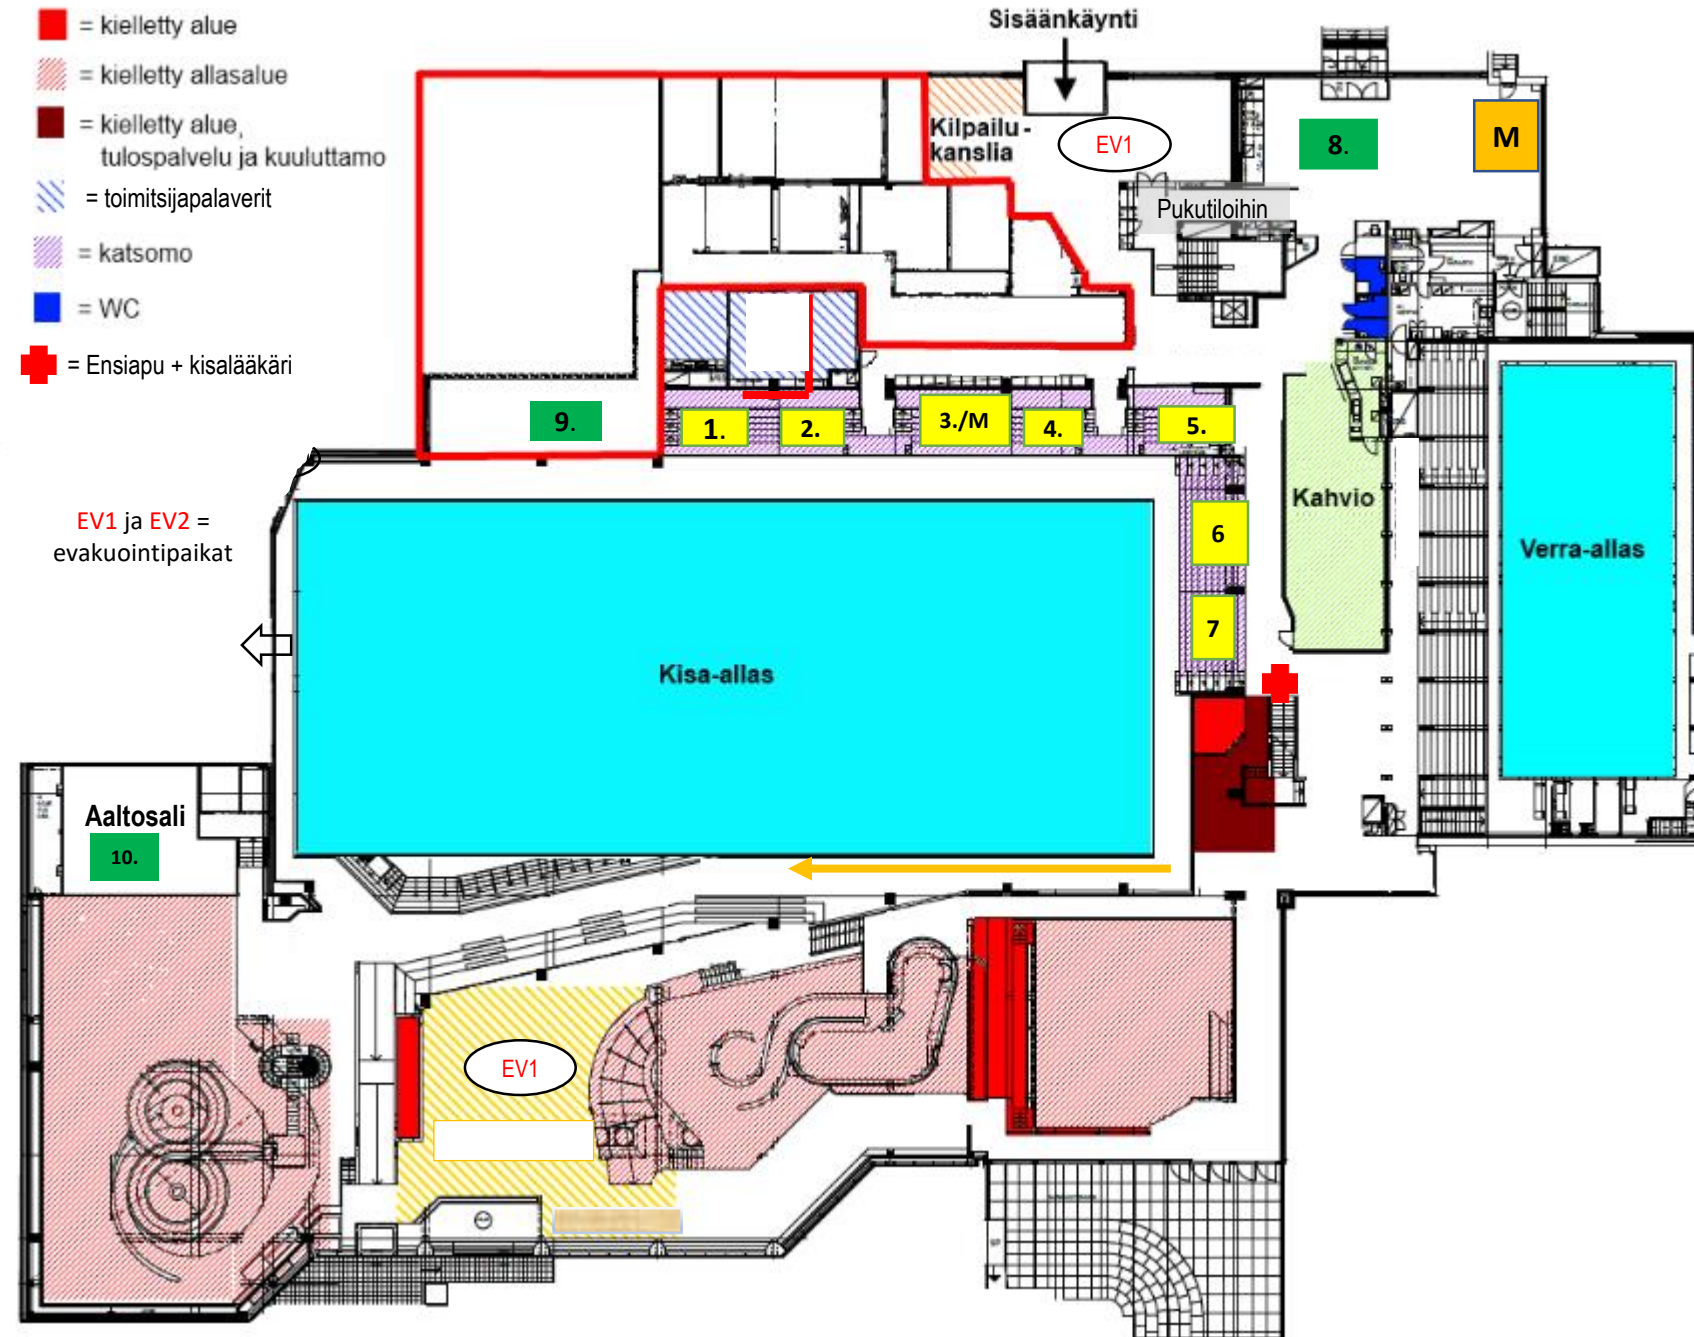 = kielletty alue
= kielletty allasalue
= kielletty alue,
tulospalvelu ja kuuluttamo
= toimitsijapalaverit
= katsomo
= WC
= Ensiapu + kisalääkäri
Sisäänkäynti
Kilpailu-
kanslia
EV1
8.
M
Pukutiloihin
9.
1.
2.
3./M
4.
5.
6
7
Kahvio
Verra-allas
EV1 ja EV2 =
evakuointipaikat
Kisa-allas
Aaltosali
10.
EV1